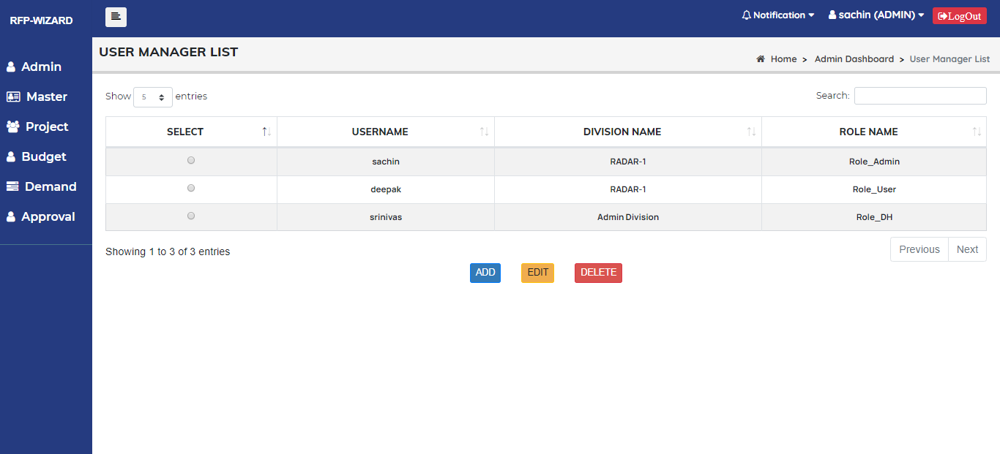 RFP-WIZARD
Notification
sachin (ADMIN)
LogOut
Admin
Master
Project
Budget
Demand
Approval
USER MANAGER LIST
Home > Admin Dashboard > User Manager List
Show 5 entries
Search:
SELECT USERNAME DIVISION NAME ROLE NAME
sachin RADAR-1 Role_Admin
deepak RADAR-1 Role_User
srinivas Admin Division Role_DH
Showing 1 to 3 of 3 entries
Previous Next
ADD EDIT DELETE